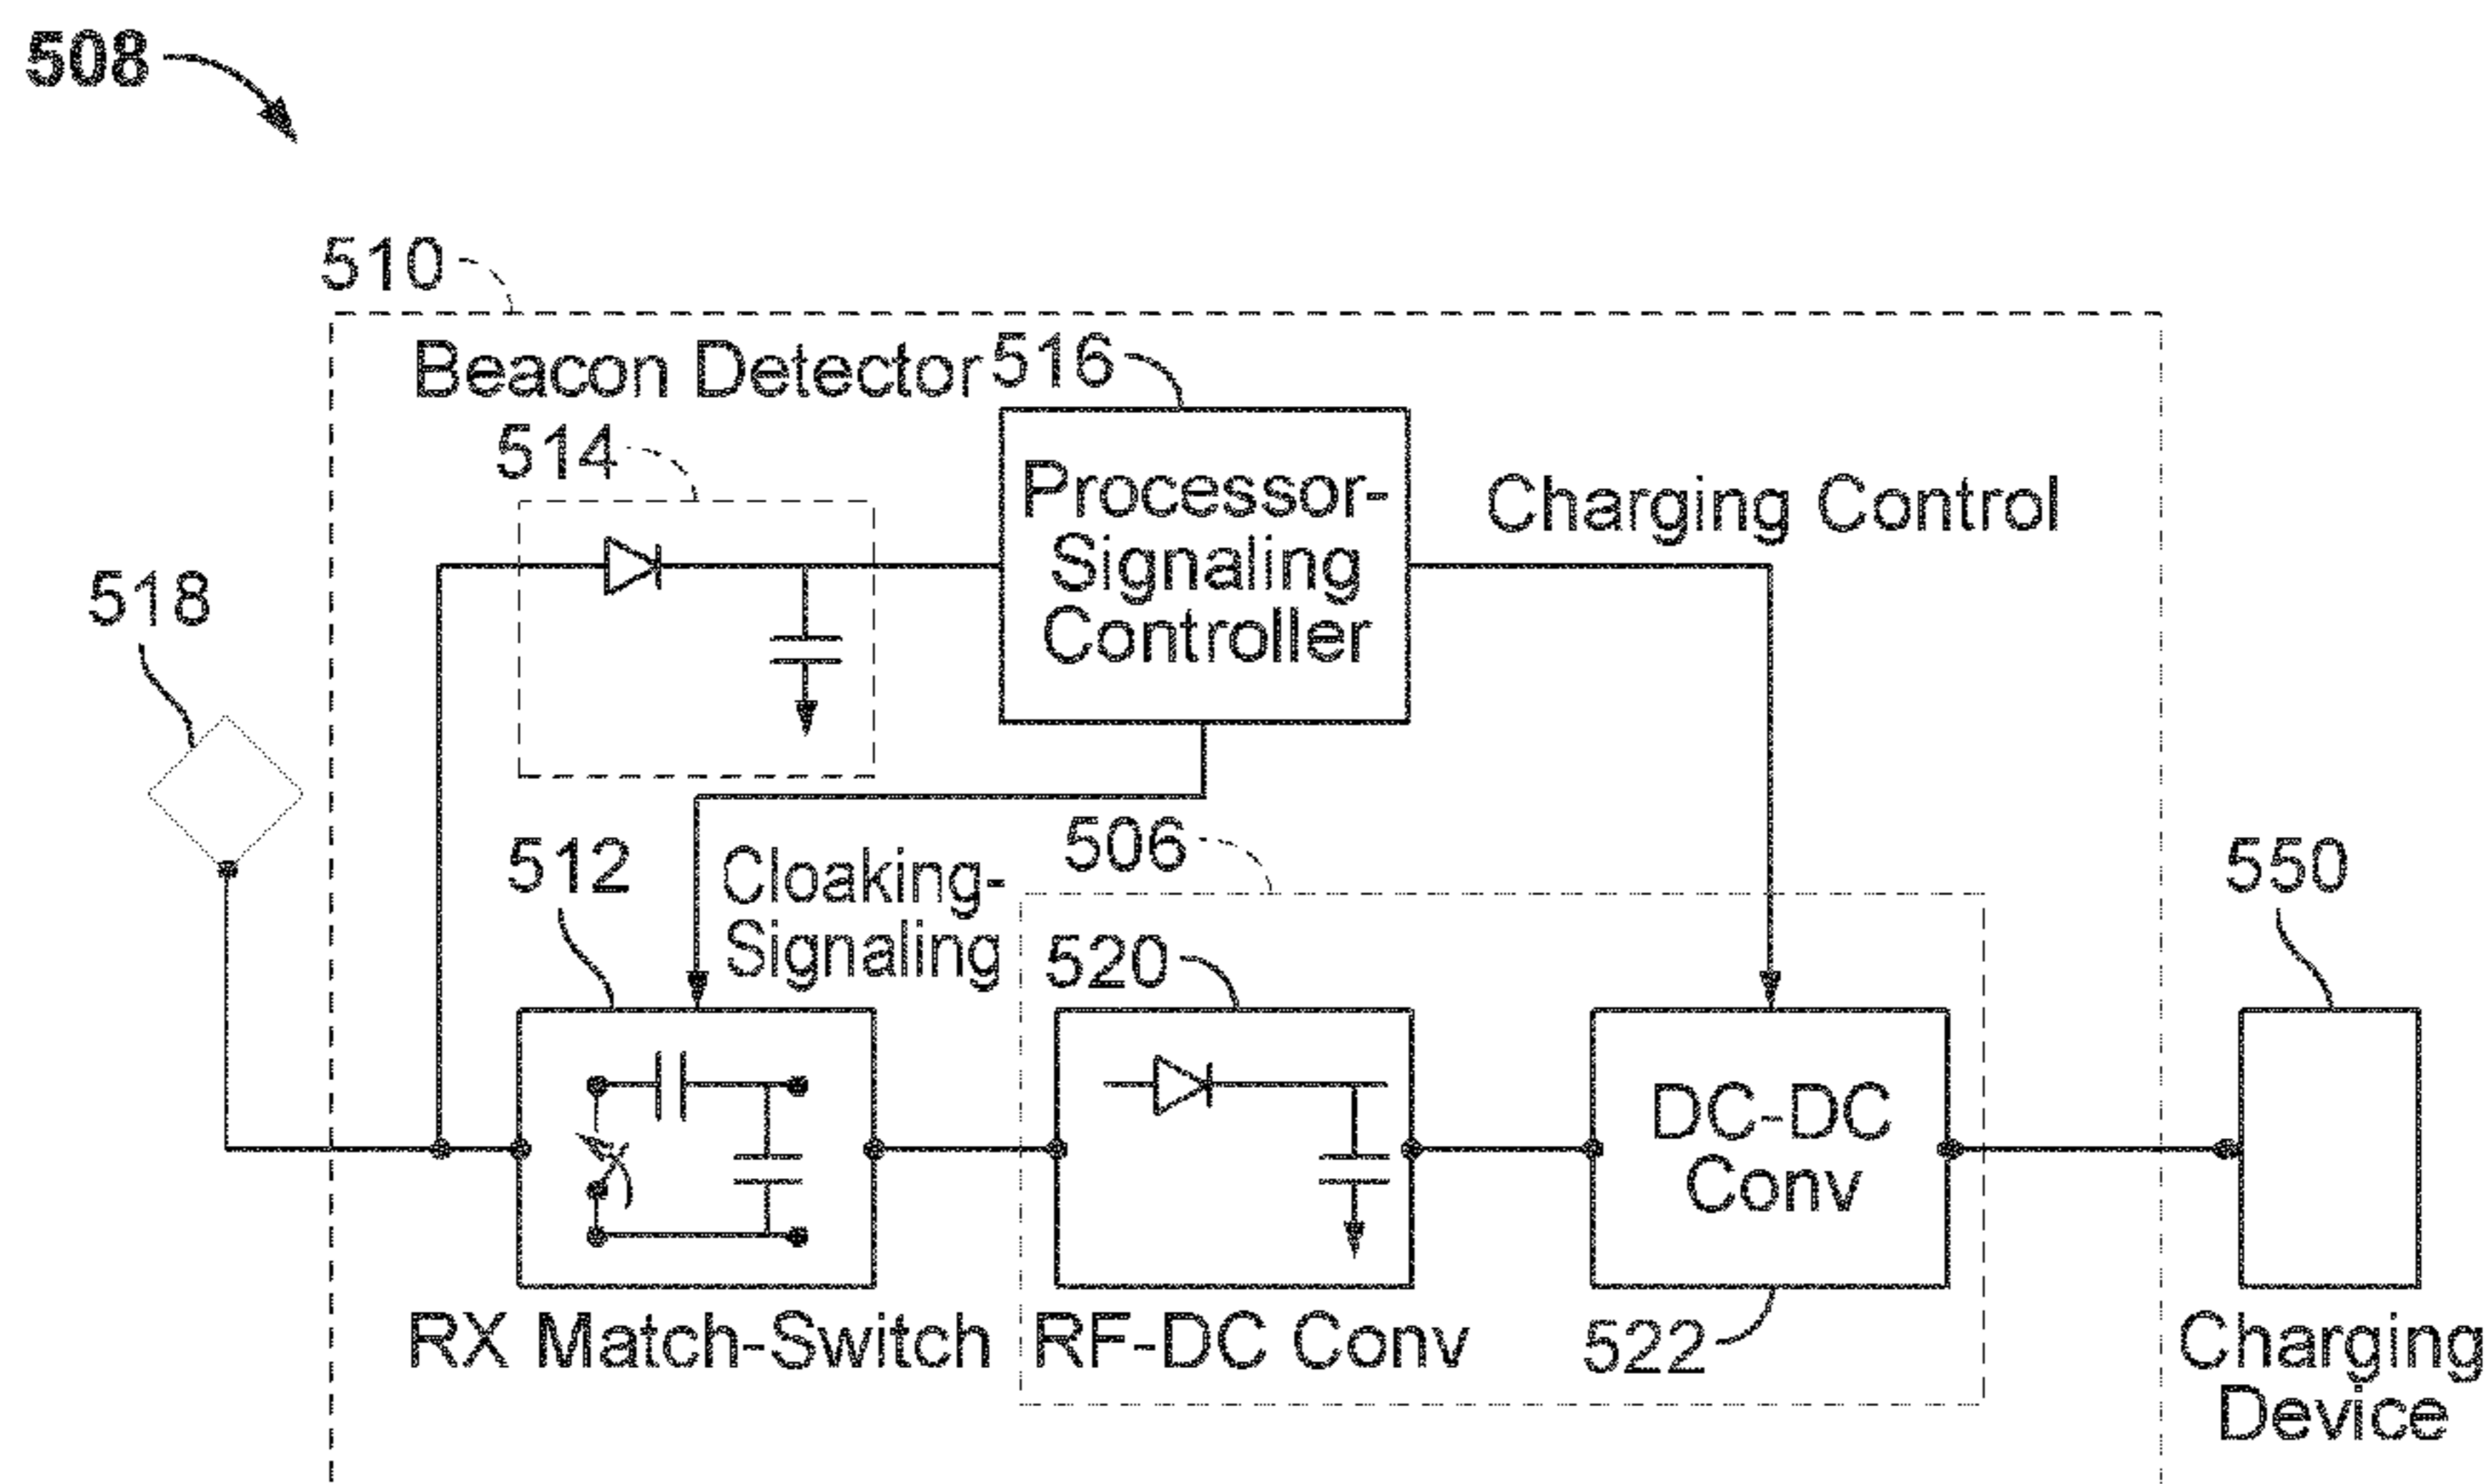 508
510
Beacon Detector
516
514
Processor-
Signaling
Controller
Charging Control
518
512
Cloaking-
Signaling
506
520
550
DC-DC
Conv
RX Match-Switch
RF-DC Conv
522
Charging
Device